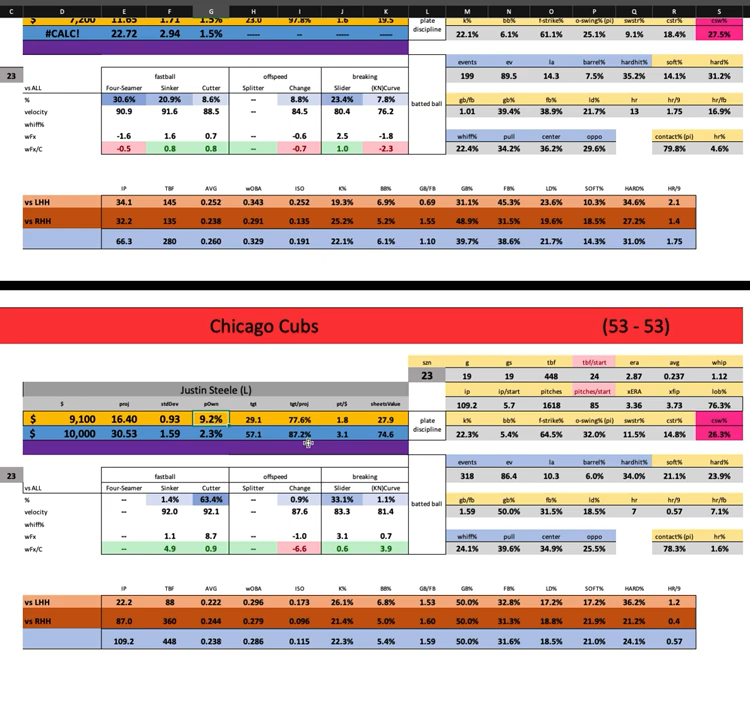 C D E F G H I J K L M N O P Q R S
7,200 11.65 1.71 1.5% 23.0 97.8% 1.6 19.5 plate discipline k% bb% f-strike% o-swing% (pi) swstr% cstr% csw%
#CALC! 22.72 2.94 1.5% ---- ---- -- ---- 22.1% 6.1% 61.1% 25.1% 9.1% 18.4% 27.5%
events ev la barrel% hardhit% soft% hard%
23 fastball offspeed breaking 199 89.5 14.3 7.5% 35.2% 14.1% 31.2%
vs ALL Four-Seamer Sinker Cutter Splitter Change Slider (KN)Curve
% 30.6% 20.9% 8.6% -- 8.8% 23.4% 7.8% batted ball gb/fb gb% fb% ld% hr hr/9 hr/fb
velocity 90.9 91.6 88.5 -- 84.5 80.4 76.2 1.01 39.4% 38.9% 21.7% 13 1.75 16.9%
whiff%
wFx -1.6 1.6 0.7 -0.6 2.5 -1.8 whiff% pull center oppo contact% (pi) hr%
wFx/C -0.5 0.8 0.8 -- -0.7 1.0 -2.3 22.4% 34.2% 36.2% 29.6% 79.8% 4.6%
IP TBF AVG wOBA ISO K% BB% GB/FB GB% FB% LD% SOFT% HARD% HR/9
vs LHH 34.1 145 0.252 0.343 0.252 19.3% 6.9% 0.69 31.1% 45.3% 23.6% 10.3% 34.6% 2.1
vs RHH 32.2 135 0.238 0.291 0.135 25.2% 5.2% 1.55 48.9% 31.5% 19.6% 18.5% 27.2% 1.4
66.3 280 0.260 0.329 0.191 22.1% 6.1% 1.10 39.7% 38.6% 21.7% 14.3% 31.0% 1.75
Chicago Cubs (53 - 53)
szn g gs tbf tbf/start era avg whip
23 19 19 448 24 2.87 0.237 1.12
Justin Steele (L) ip ip/start pitches pitches/start xERA xfip lob%
$ proj stdDev pOwn tgt tgt/proj pt/$ sheetsValue 109.2 5.7 1618 85 3.36 3.73 76.3%
$ 9,100 16.40 0.93 9.2% 29.1 77.6% 1.8 27.9 plate discipline k% bb% f-strike% o-swing% (pi) swstr% cstr% csw%
$ 10,000 30.53 1.59 2.3% 57.1 87.2% 3.1 74.6 22.3% 5.4% 64.5% 32.0% 11.5% 14.8% 26.3%
events ev la barrel% hardhit% soft% hard%
23 fastball offspeed breaking 318 86.4 10.3 6.0% 34.0% 21.1% 23.9%
vs ALL Four-Seamer Sinker Cutter Splitter Change Slider (KN)Curve
% -- 1.4% 63.4% -- 0.9% 33.1% 1.1% batted ball gb/fb gb% fb% ld% hr hr/9 hr/fb
velocity -- 92.0 92.1 -- 87.6 83.3 81.4 1.59 50.0% 31.5% 18.5% 7 0.57 7.1%
whiff%
wFx 1.1 8.7 -1.0 3.1 0.7 whiff% pull center oppo contact% (pi) hr%
wFx/C -- 4.9 0.9 -- -6.6 0.6 3.9 24.1% 39.6% 34.9% 25.5% 78.3% 1.6%
IP TBF AVG wOBA ISO K% BB% GB/FB GB% FB% LD% SOFT% HARD% HR/9
vs LHH 22.2 88 0.222 0.296 0.173 26.1% 6.8% 1.53 50.0% 32.8% 17.2% 17.2% 36.2% 1.2
vs RHH 87.0 360 0.244 0.279 0.096 21.4% 5.0% 1.60 50.0% 31.3% 18.8% 21.9% 21.2% 0.4
109.2 448 0.238 0.286 0.115 22.3% 5.4% 1.59 50.0% 31.6% 18.5% 21.0% 24.1% 0.57